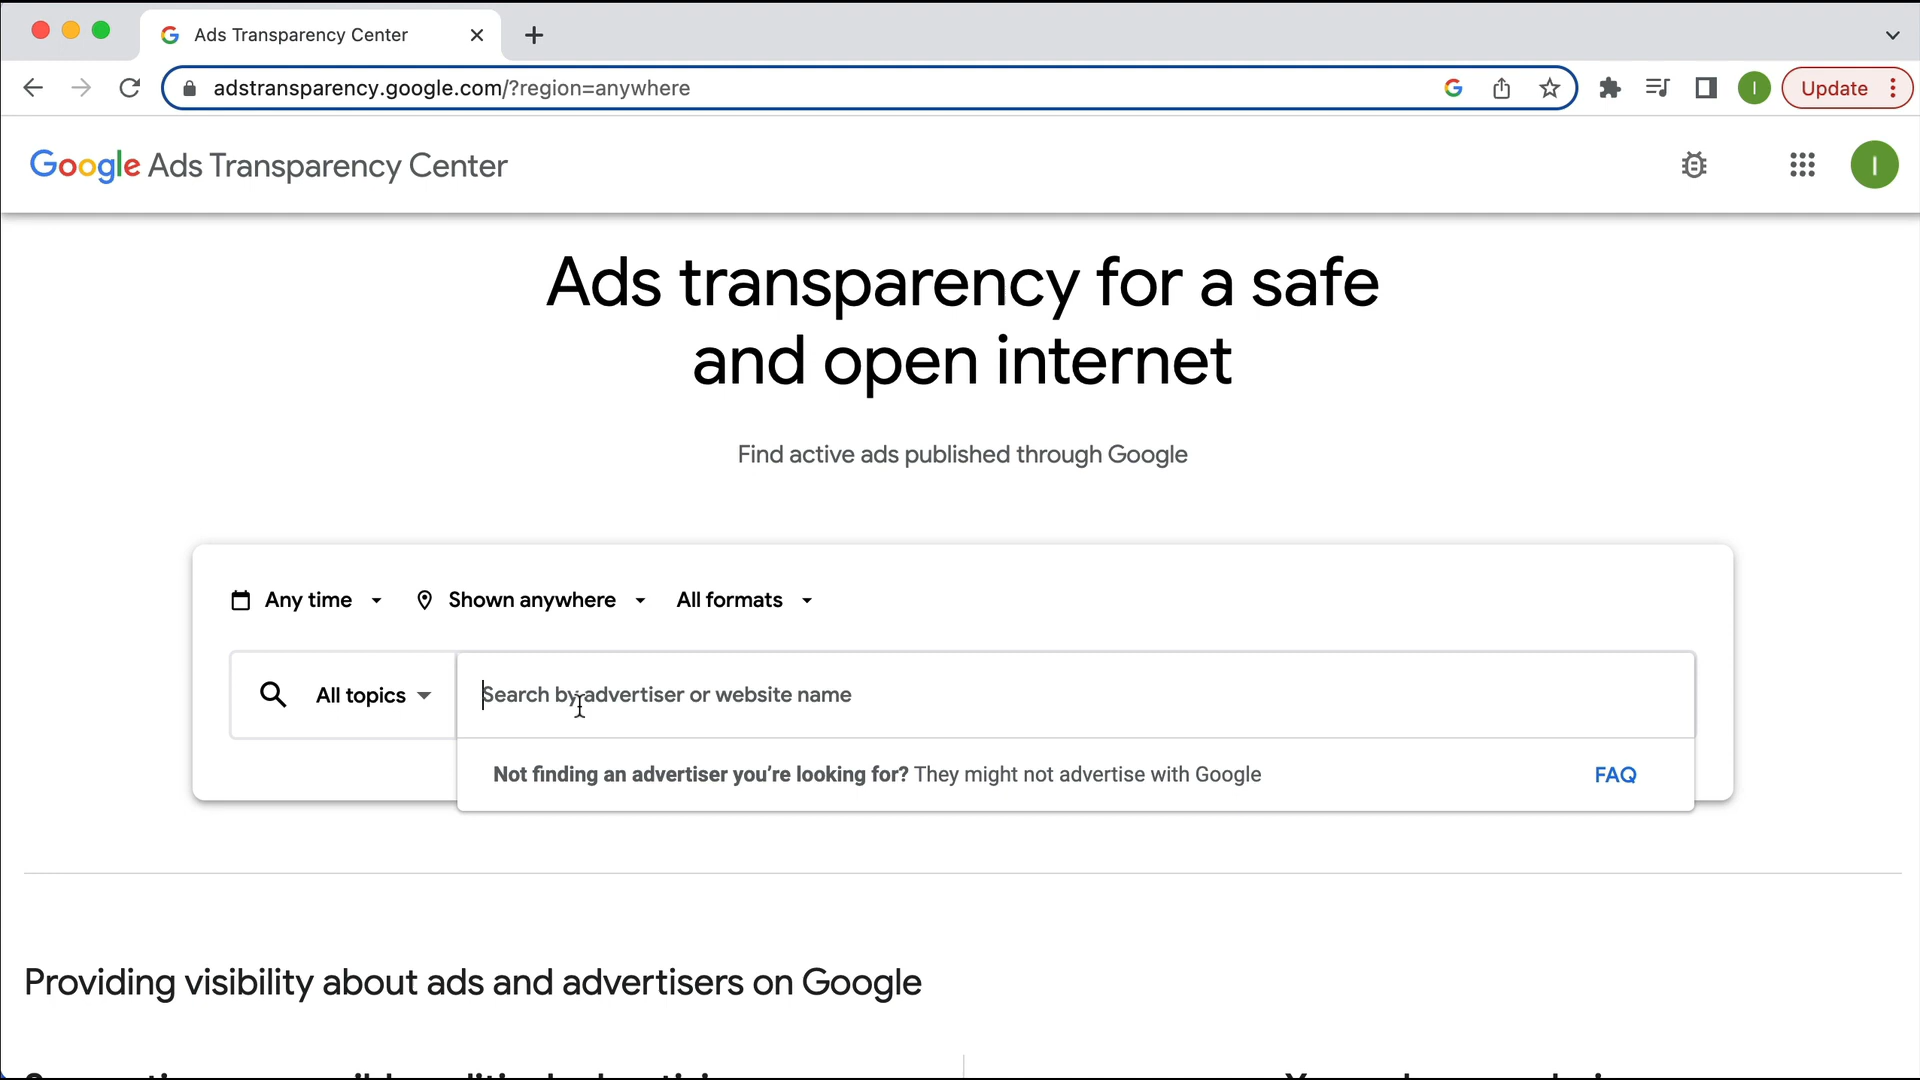 Ads Transparency Center
adstransparency.google.com/?region=anywhere
I
Update
Google Ads Transparency Center
I
Ads transparency for a safe
and open internet
Find active ads published through Google
Any time
Shown anywhere
All formats
All topics
Search by advertiser or website name
Not finding an advertiser you're looking for? They might not advertise with Google
FAQ
Providing visibility about ads and advertisers on Google